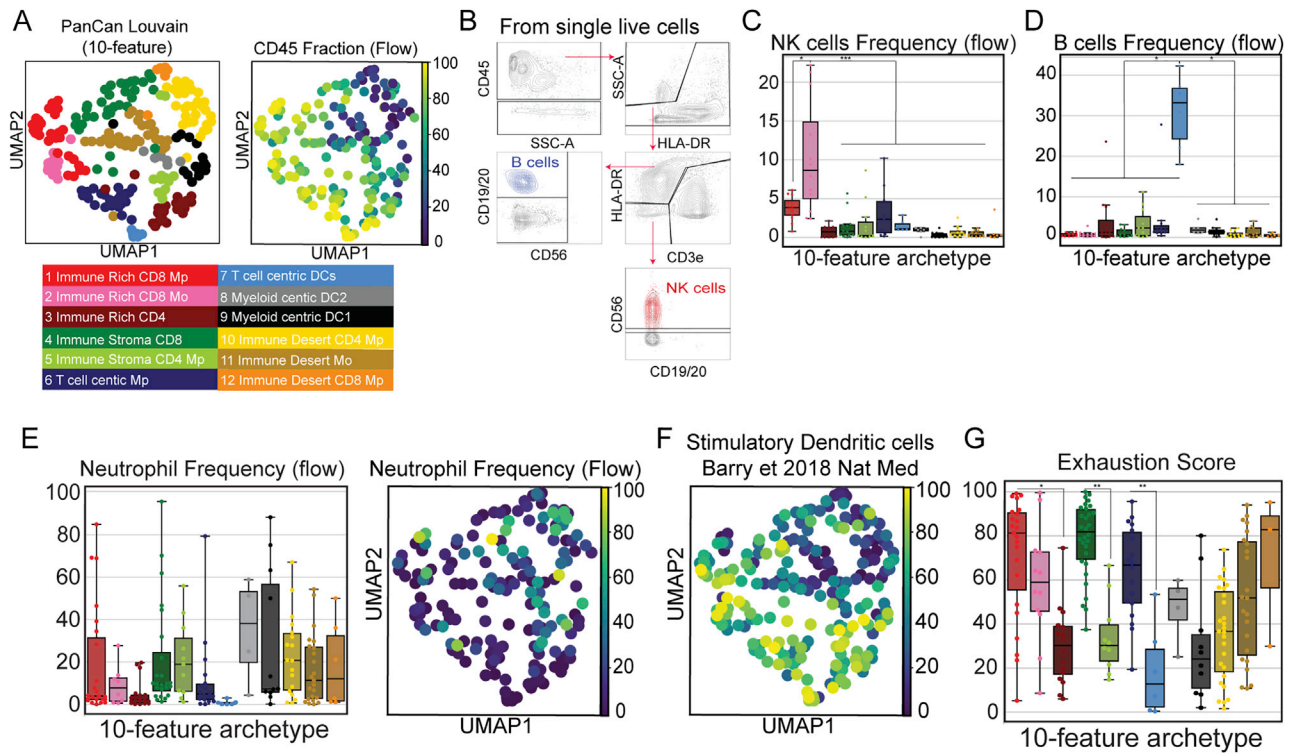 A
PanCan Louvain
(10-feature)
UMAP2
UMAP1
CD45 Fraction (Flow)
UMAP2
UMAP1
100
80
60
40
20
0
1 Immune Rich CD8 Mp
2 Immune Rich CD8 Mo
3 Immune Rich CD4
4 Immune Stroma CD8
5 Immune Stroma CD4 Mp
6 T cell centic Mp
7 T cell centric DCs
8 Myeloid centic DC2
9 Myeloid centric DC1
10 Immune Desert CD4 Mp
11 Immune Desert Mo
12 Immune Desert CD8 Mp
B
From single live cells
CD45
SSC-A
SSC-A
HLA-DR
B cells
CD19/20
CD56
HLA-DR
CD3e
NK cells
CD56
CD19/20
C
NK cells Frequency (flow)
* ***
20
15
10
5
0
10-feature archetype
D
B cells Frequency (flow)
* *
40
30
20
10
0
10-feature archetype
E
Neutrophil Frequency (flow)
100
80
60
40
20
0
10-feature archetype
Neutrophil Frequency (Flow)
UMAP2
UMAP1
100
80
60
40
20
0
F
Stimulatory Dendritic cells
Barry et 2018 Nat Med
UMAP2
UMAP1
100
80
60
40
20
0
G
Exhaustion Score
* ** **
100
80
60
40
20
0
10-feature archetype